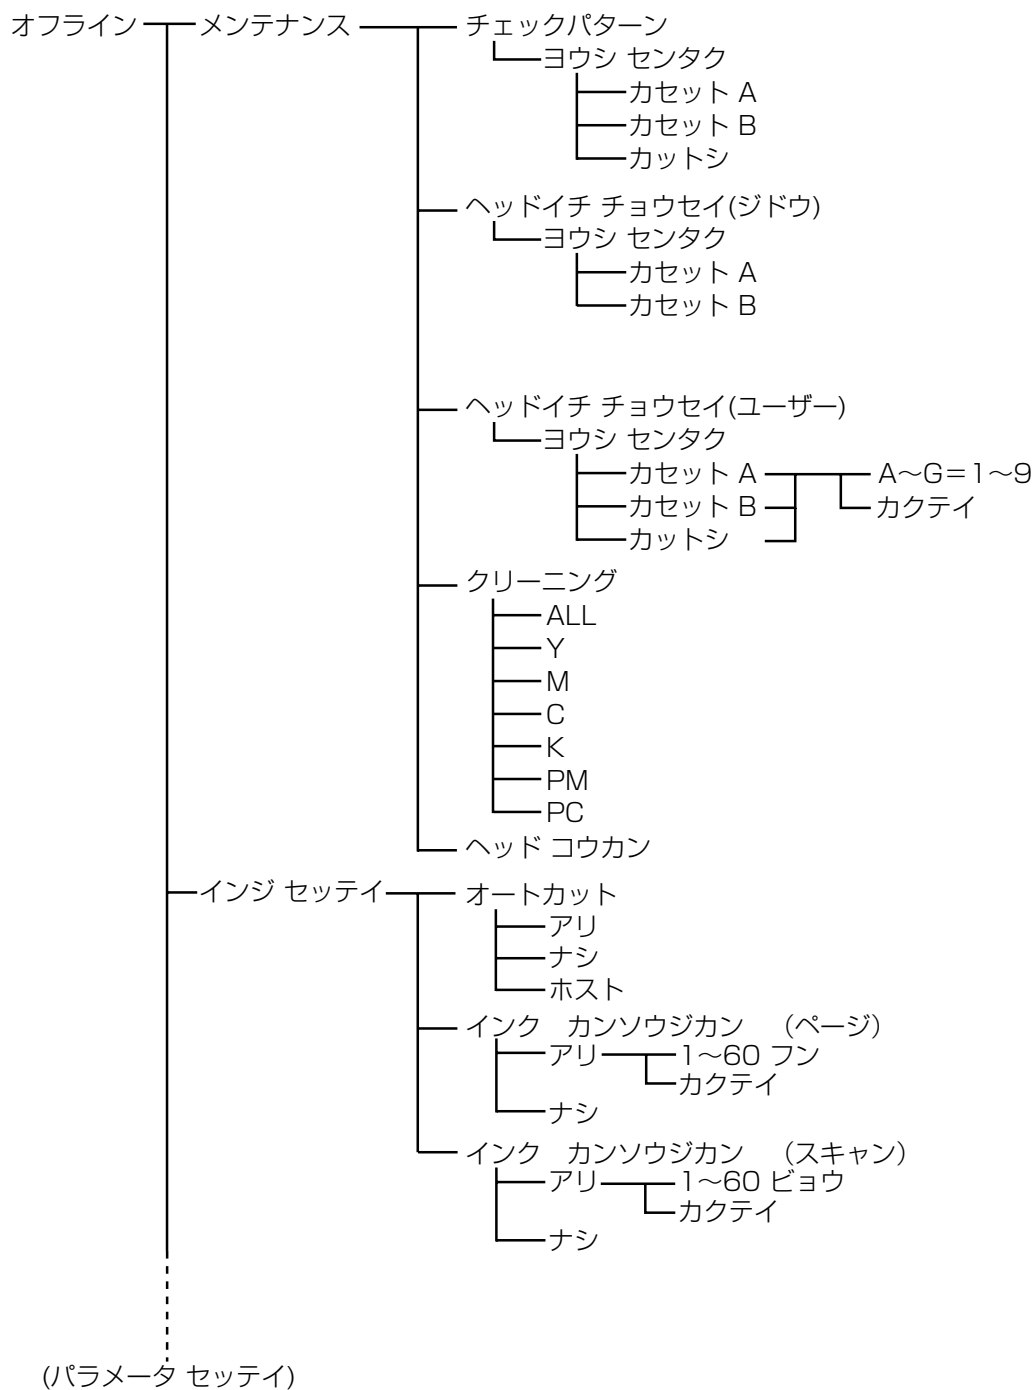 オフライン メンテナンス チェックパターン
ヨウシ センタク
カセット A
カセット B
カットシ
ヘッドイチ チョウセイ(ジドウ)
ヨウシ センタク
カセット A
カセット B
ヘッドイチ チョウセイ(ユーザー)
ヨウシ センタク
カセット A A～G＝1～9
カセット B カクテイ
カットシ
クリーニング
ALL
Y
M
C
K
PM
PC
ヘッド コウカン
インジ セッテイ オートカット
アリ
ナシ
ホスト
インク　カンソウジカン　（ページ）
アリ 1～60 フン
カクテイ
ナシ
インク　カンソウジカン　（スキャン）
アリ 1～60 ビョウ
カクテイ
ナシ
(パラメータ セッテイ)